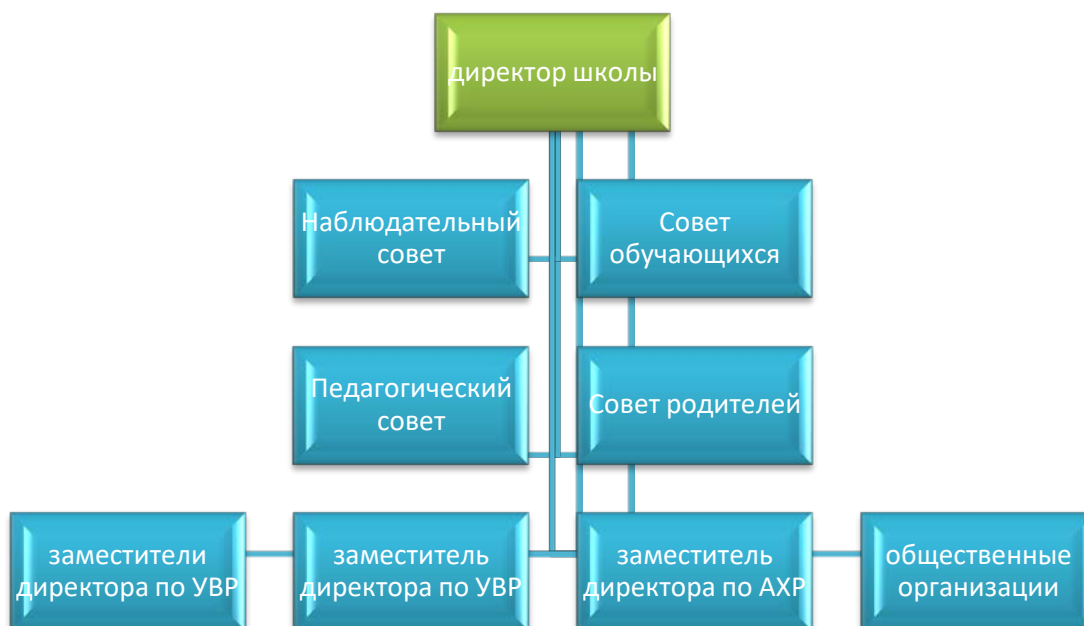 директор школы
Наблюдательный
совет
Совет
обучающихся
Педагогический
совет
Совет родителей
заместители
директора по УВР
заместитель
директора по УВР
заместитель
директора по АХР
общественные
организации